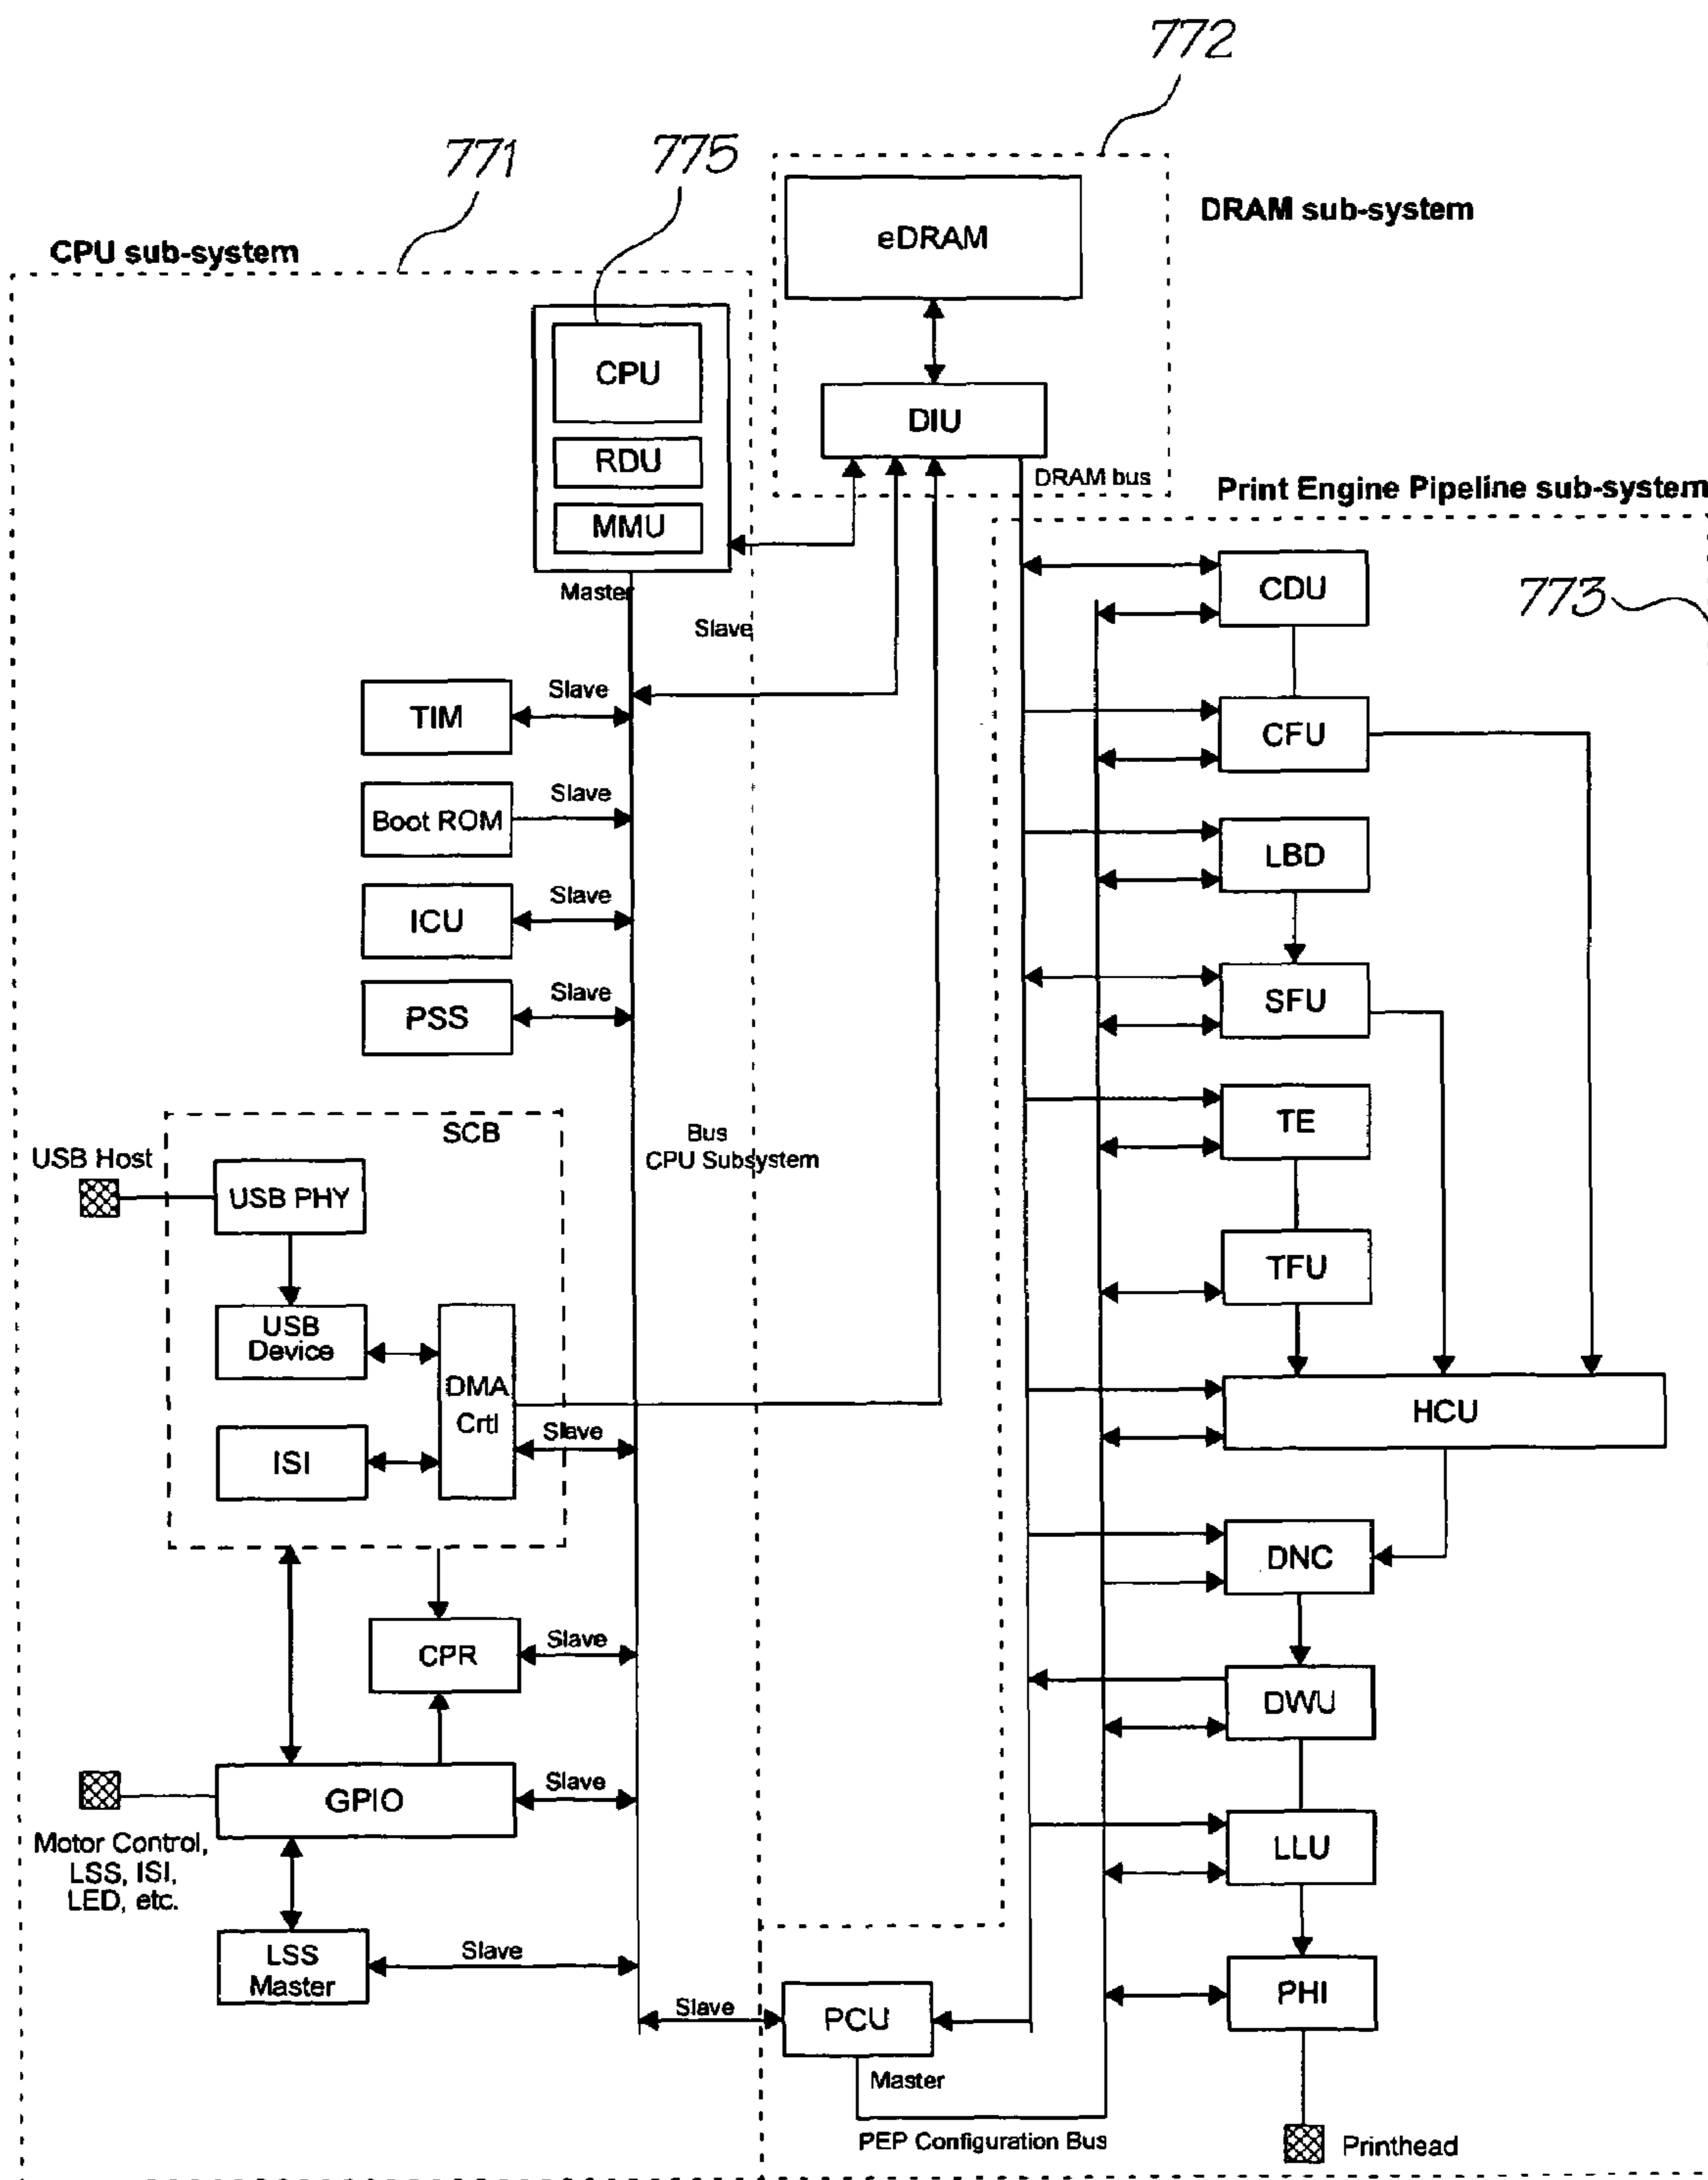 772
771
775
DRAM sub-system
CPU sub-system
eDRAM
CPU
DIU
RDU
DRAM bus
Print Engine Pipeline sub-system
MMU
CDU
773
Master
Slave
Slave
TIM
CFU
Slave
Boot ROM
LBD
Slave
ICU
Slave
PSS
SFU
TE
SCB
Bus
CPU Subsystem
USB Host
USB PHY
TFU
USB
Device
DMA
Crtl
HCU
Slave
ISI
DNC
Slave
CPR
DWU
Slave
GPIO
Motor Control,
LSS, ISI,
LED, etc.
LLU
Slave
LSS
Master
Slave
PCU
PHI
Master
PEP Configuration Bus
Printhead